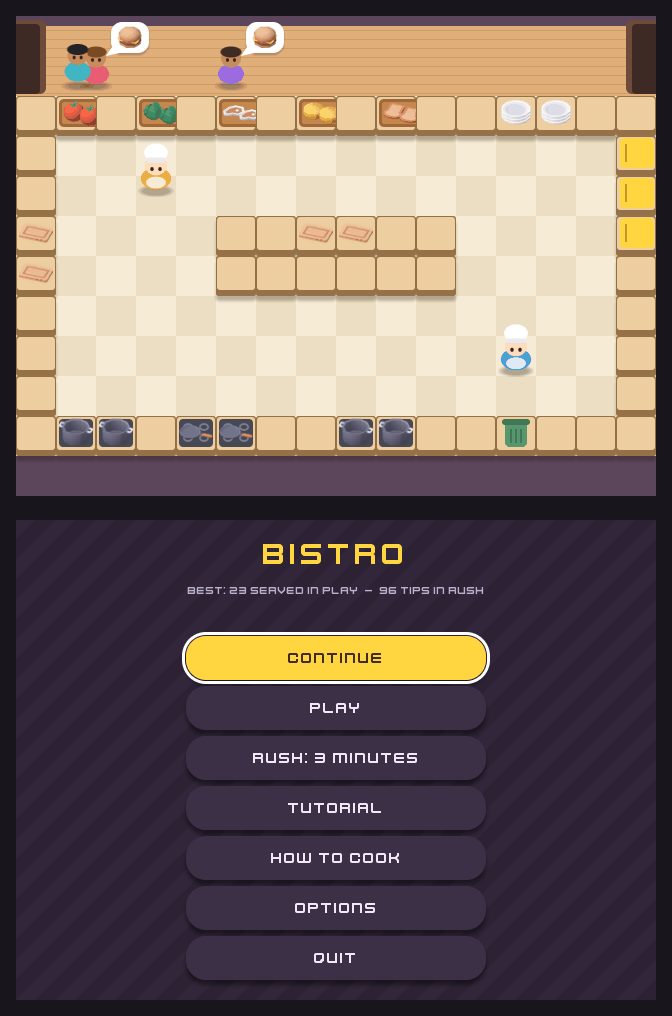 BISTRO
BEST: 23 SERVED IN PLAY – 96 TIPS IN RUSH
CONTINUE
PLAY
RUSH: 3 MINUTES
TUTORIAL
HOW TO COOK
OPTIONS
QUIT